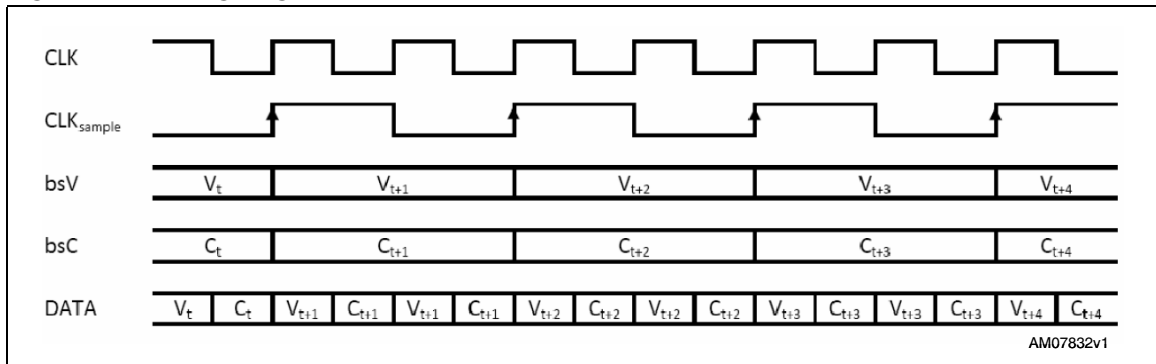 CLK
CLKsample
bsV Vt Vt+1 Vt+2 Vt+3 Vt+4
bsC Ct Ct+1 Ct+2 Ct+3 Ct+4
DATA Vt Ct Vt+1 Ct+1 Vt+1 Ct+1 Vt+2 Ct+2 Vt+2 Ct+2 Vt+3 Ct+3 Vt+3 Ct+3 Vt+4 Ct+4
AM07832v1